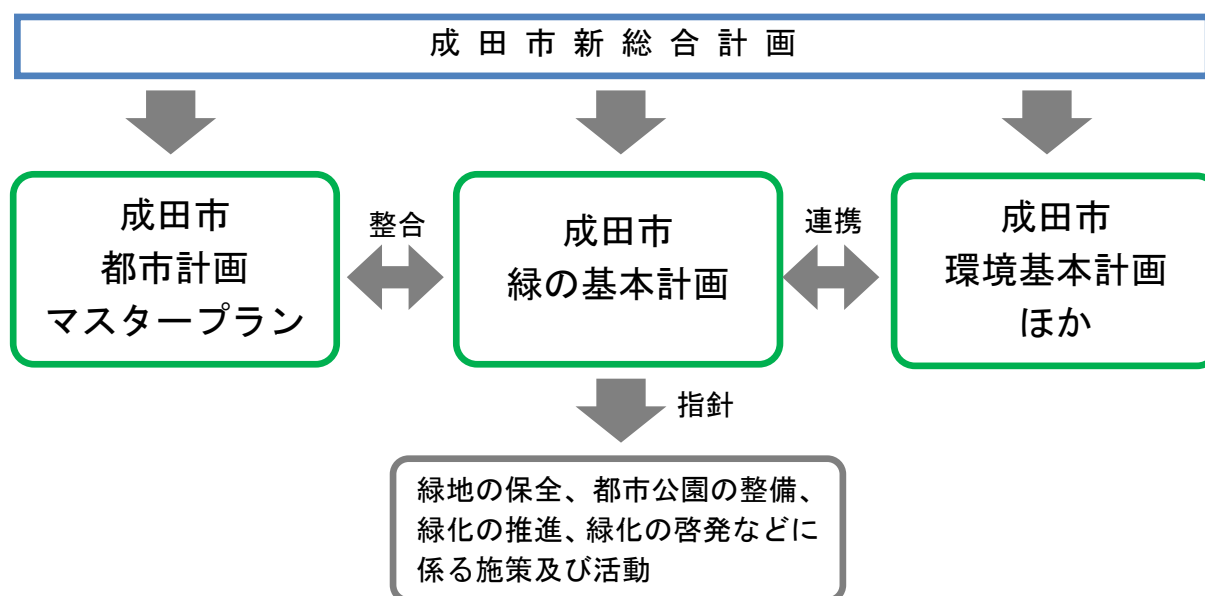 成田市新総合計画
成田市
都市計画
マスタープラン
整合
成田市
緑の基本計画
連携
成田市
環境基本計画
ほか
指針
緑地の保全、都市公園の整備、
緑化の推進、緑化の啓発などに
係る施策及び活動